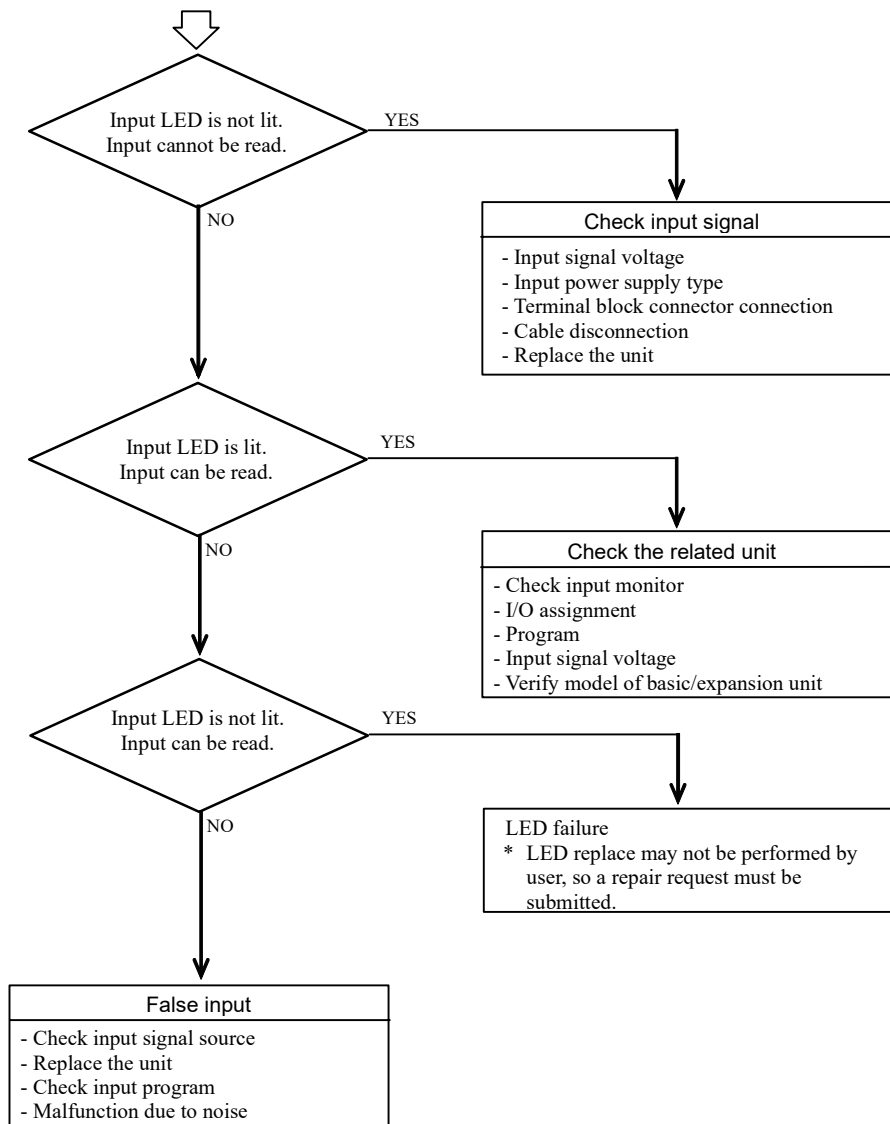 Input LED is not lit.
Input cannot be read.
YES
NO
Check input signal
- Input signal voltage
- Input power supply type
- Terminal block connector connection
- Cable disconnection
- Replace the unit
Input LED is lit.
Input can be read.
YES
NO
Check the related unit
- Check input monitor
- I/O assignment
- Program
- Input signal voltage
- Verify model of basic/expansion unit
Input LED is not lit.
Input can be read.
YES
NO
LED failure
* LED replace may not be performed by
user, so a repair request must be
submitted.
False input
- Check input signal source
- Replace the unit
- Check input program
- Malfunction due to noise